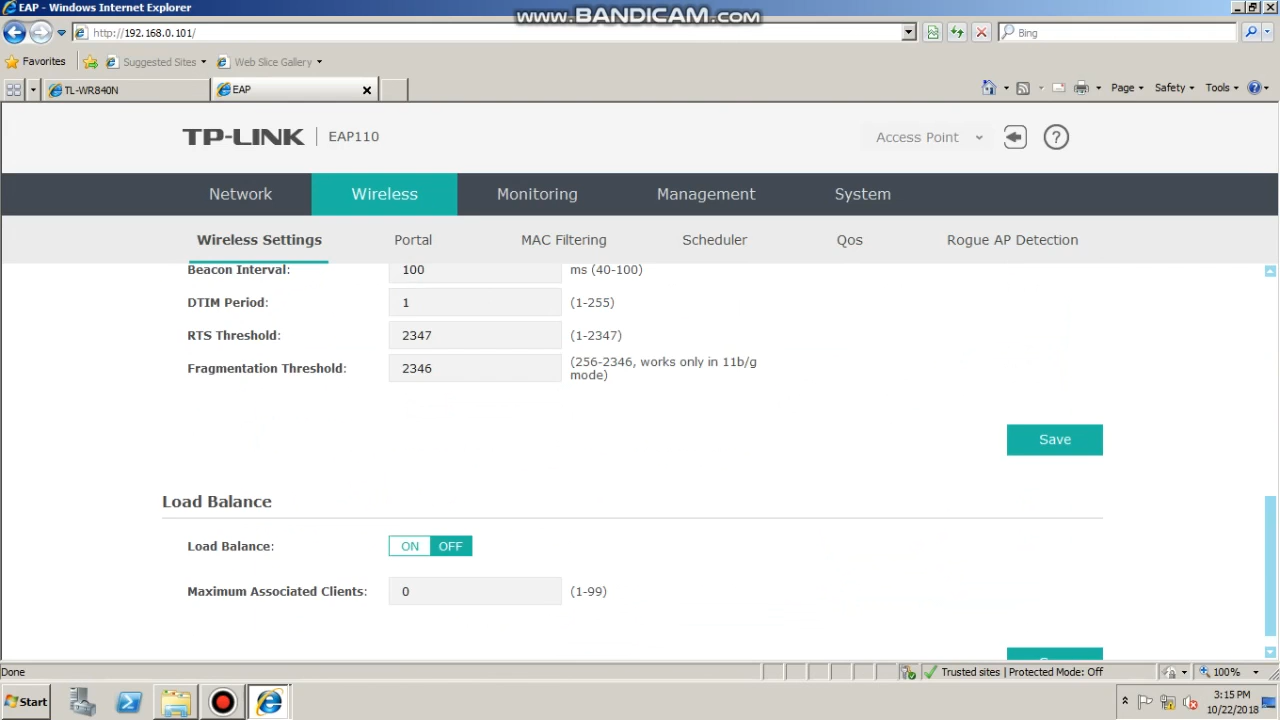 EAP - Windows Internet Explorer
www.BANDICAM.com
http://192.168.0.101/
Bing
Favorites
Suggested Sites
Web Slice Gallery
TL-WR840N
EAP
Page
Safety
Tools
TP-LINK
EAP110
Access Point
Network
Wireless
Monitoring
Management
System
Wireless Settings
Portal
MAC Filtering
Scheduler
Qos
Rogue AP Detection
Beacon Interval:
100
ms (40-100)
DTIM Period:
1
(1-255)
RTS Threshold:
2347
(1-2347)
Fragmentation Threshold:
2346
(256-2346, works only in 11b/g
mode)
Save
Load Balance
Load Balance:
ON
OFF
Maximum Associated Clients:
0
(1-99)
Done
Trusted sites | Protected Mode: Off
100%
Start
3:15 PM
10/22/2018